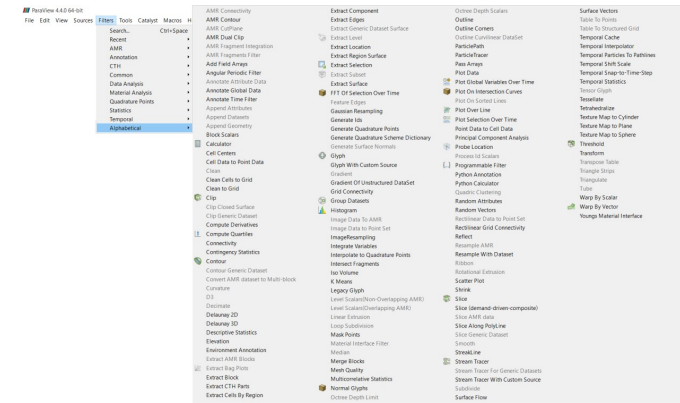 ParaView 4.4.0 64-bit
File Edit View Sources Filters Tools Catalyst Macros H
Search... Ctrl+Space
Recent
AMR
Annotation
CTH
Common
Data Analysis
Material Analysis
Quadrature Points
Statistics
Temporal
Alphabetical
AMR Connectivity
AMR Contour
AMR CutPlane
AMR Dual Clip
AMR Fragment Integration
AMR Fragments Filter
Add Field Arrays
Angular Periodic Filter
Annotate Attribute Data
Annotate Global Data
Annotate Time Filter
Append Attributes
Append Datasets
Append Geometry
Block Scalars
Calculator
Cell Centers
Cell Data to Point Data
Clean
Clean Cells to Grid
Clean to Grid
Clip
Clip Closed Surface
Clip Generic Dataset
Compute Derivatives
Compute Quartiles
Connectivity
Contingency Statistics
Contour
Contour Generic Dataset
Convert AMR dataset to Multi-block
Curvature
D3
Decimate
Delaunay 2D
Delaunay 3D
Descriptive Statistics
Elevation
Environment Annotation
Extract AMR Blocks
Extract Bag Plots
Extract Block
Extract CTH Parts
Extract Cells By Region
Extract Component
Extract Edges
Extract Generic Dataset Surface
Extract Level
Extract Location
Extract Region Surface
Extract Selection
Extract Subset
Extract Surface
FFT Of Selection Over Time
Feature Edges
Gaussian Resampling
Generate Ids
Generate Quadrature Points
Generate Quadrature Scheme Dictionary
Generate Surface Normals
Glyph
Glyph With Custom Source
Gradient
Gradient Of Unstructured DataSet
Grid Connectivity
Group Datasets
Histogram
Image Data To AMR
Image Data to Point Set
ImageResampling
Integrate Variables
Interpolate to Quadrature Points
Intersect Fragments
Iso Volume
K Means
Legacy Glyph
Level Scalars(Non-Overlapping AMR)
Level Scalars(Overlapping AMR)
Linear Extrusion
Loop Subdivision
Mask Points
Material Interface Filter
Median
Merge Blocks
Mesh Quality
Multicorrelative Statistics
Normal Glyphs
Octree Depth Limit
Octree Depth Scalars
Outline
Outline Corners
Outline Curvilinear DataSet
ParticlePath
ParticleTracer
Pass Arrays
Plot Data
Plot Global Variables Over Time
Plot On Intersection Curves
Plot On Sorted Lines
Plot Over Line
Plot Selection Over Time
Point Data to Cell Data
Principal Component Analysis
Probe Location
Process Id Scalars
Programmable Filter
Python Annotation
Python Calculator
Quadric Clustering
Random Attributes
Random Vectors
Rectilinear Data to Point Set
Rectilinear Grid Connectivity
Reflect
Resample AMR
Resample With Dataset
Ribbon
Rotational Extrusion
Scatter Plot
Shrink
Slice
Slice (demand-driven-composite)
Slice AMR data
Slice Along PolyLine
Slice Generic Dataset
Smooth
StreakLine
Stream Tracer
Stream Tracer For Generic Datasets
Stream Tracer With Custom Source
Subdivide
Surface Flow
Surface Vectors
Table To Points
Table To Structured Grid
Temporal Cache
Temporal Interpolator
Temporal Particles To Pathlines
Temporal Shift Scale
Temporal Snap-to-Time-Step
Temporal Statistics
Tensor Glyph
Tessellate
Tetrahedralize
Texture Map to Cylinder
Texture Map to Plane
Texture Map to Sphere
Threshold
Transform
Transpose Table
Triangle Strips
Triangulate
Tube
Warp By Scalar
Warp By Vector
Youngs Material Interface